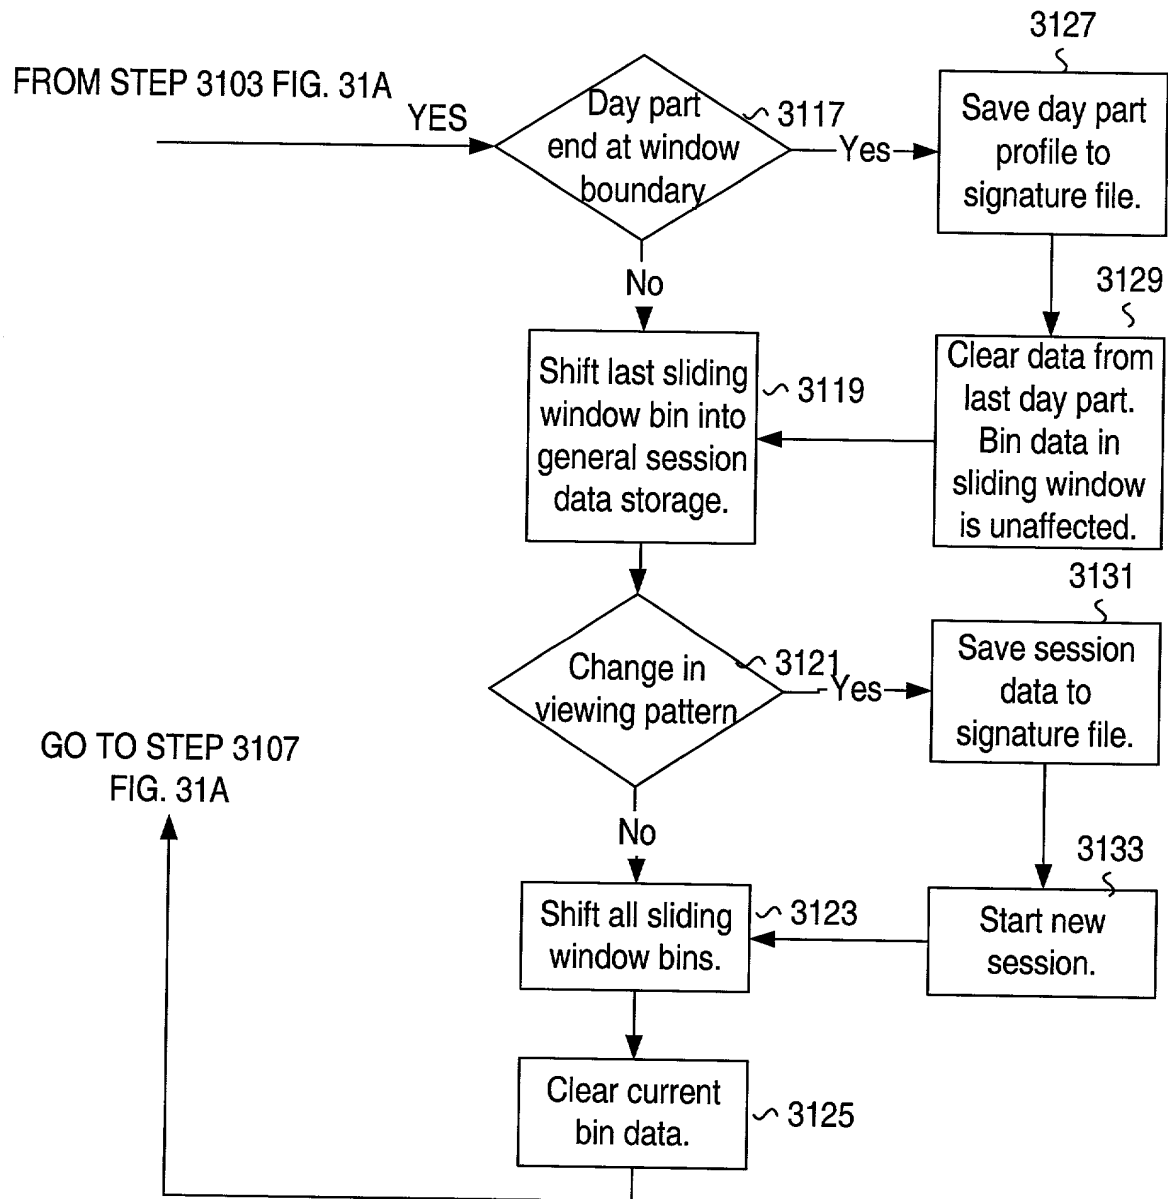 3127
FROM STEP 3103 FIG. 31A
YES
Day part
end at window
boundary
3117
Yes
Save day part
profile to
signature file.
No
3129
Shift last sliding
window bin into
general session
data storage.
3119
Clear data from
last day part.
Bin data in
sliding window
is unaffected.
3131
Change in
viewing pattern
3121
Yes
Save session
data to
signature file.
GO TO STEP 3107
FIG. 31A
No
3133
Shift all sliding
window bins.
3123
Start new
session.
Clear current
bin data.
3125